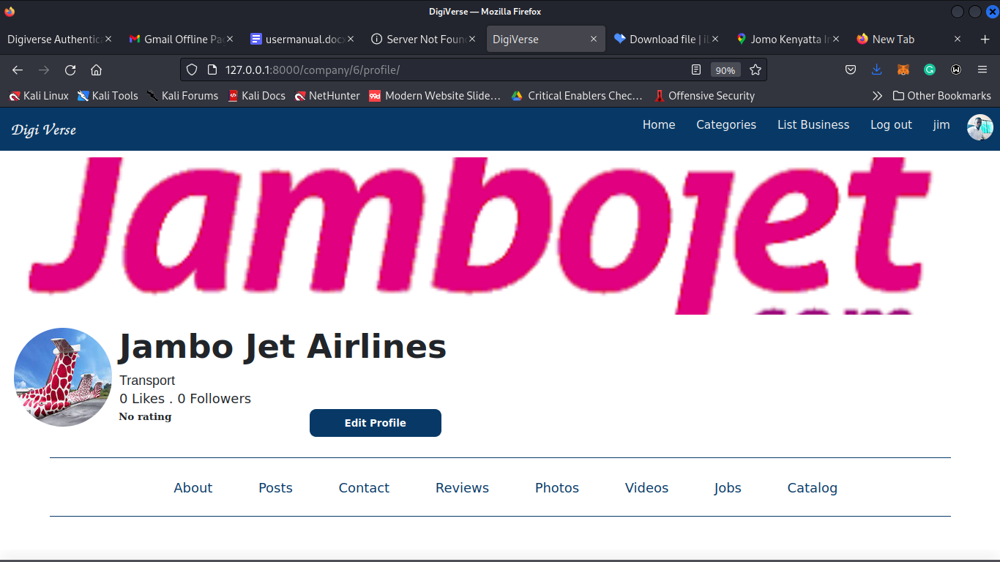 DigiVerse — Mozilla Firefox
Digiverse Authentic
Gmail Offline Pa
usermanual.docx
Server Not Foun
DigiVerse
Download file | i
Jomo Kenyatta I
New Tab
127.0.0.1:8000/company/6/profile/
90%
Kali Linux
Kali Tools
Kali Forums
Kali Docs
NetHunter
99d
Modern Website Slide…
Critical Enablers Chec…
Offensive Security
Other Bookmarks
Digi Verse
Home
Categories
List Business
Log out
jim
Jambojet
.com
Jambo Jet Airlines
Transport
0 Likes . 0 Followers
No rating
Edit Profile
About
Posts
Contact
Reviews
Photos
Videos
Jobs
Catalog